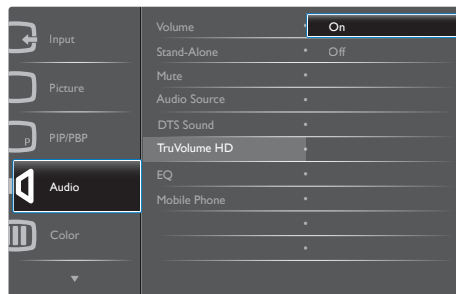 Input
Picture
P
PIP/PBP
Audio
Color
Volume
Stand-Alone
Mute
Audio Source
DTS Sound
TruVolume HD
EQ
Mobile Phone
On
Off